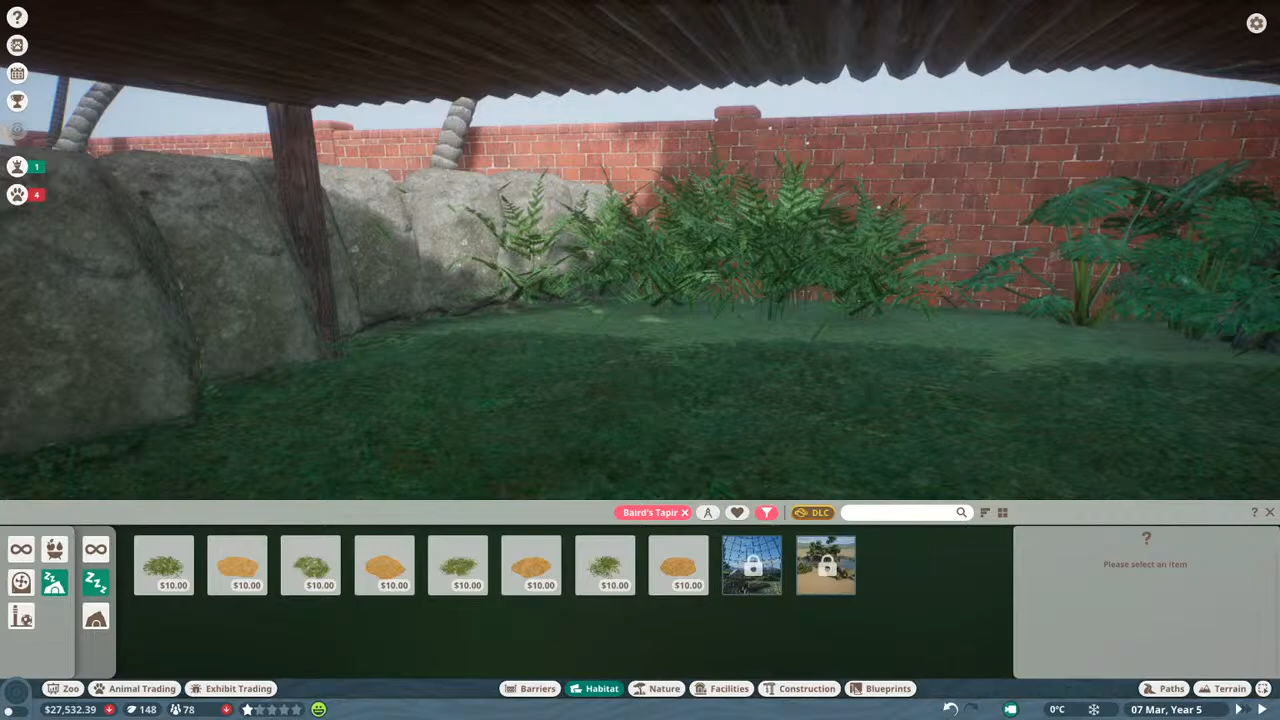 1
4
Baird's Tapir
DLC
?
Please select an item
$10.00 $10.00 $10.00 $10.00 $10.00 $10.00 $10.00 $10.00
Zoo Animal Trading Exhibit Trading Barriers Habitat Nature Facilities Construction Blueprints Paths Terrain
$27,532.39 148 78 0°C 07 Mar, Year 5